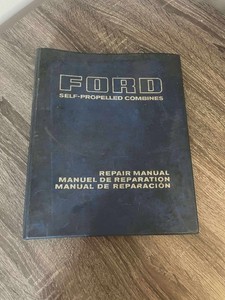 FORD
SELF-PROPELLED COMBINES
REPAIR MANUAL
MANUEL DE REPARATION
MANUAL DE REPARACIÓN